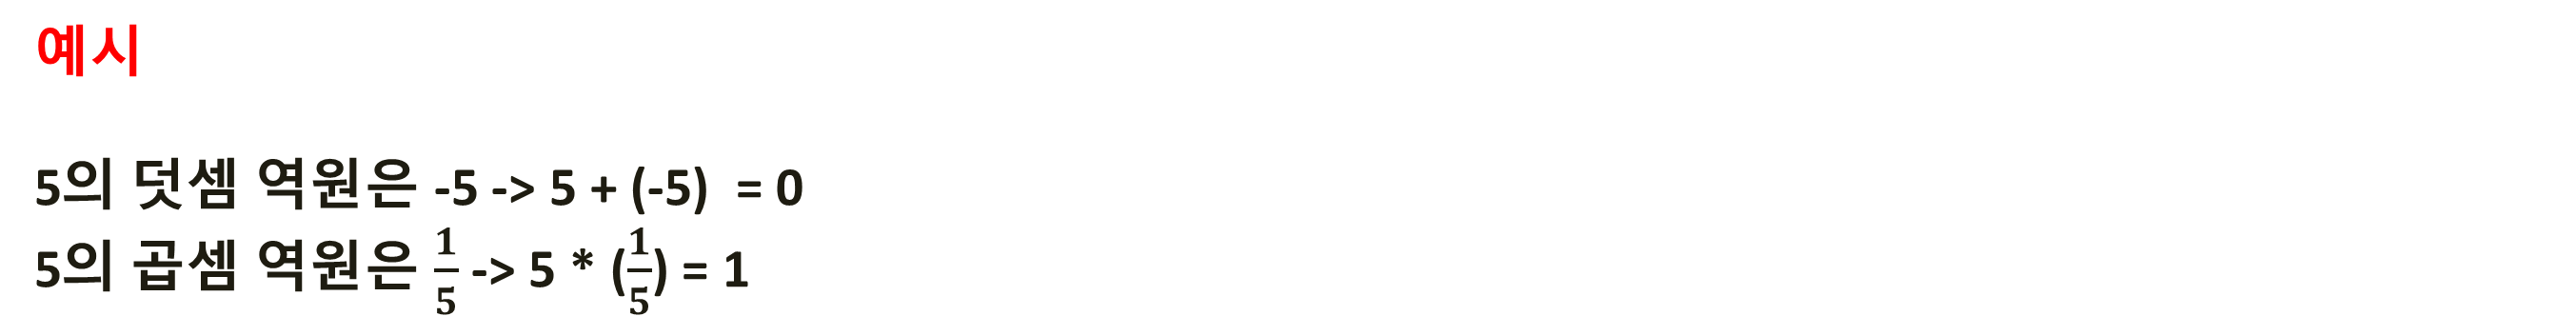 예시
5의 덧셈 역원은 -5 -> 5 + (-5) = 0
5의 곱셈 역원은 1/5 -> 5 * (1/5) = 1